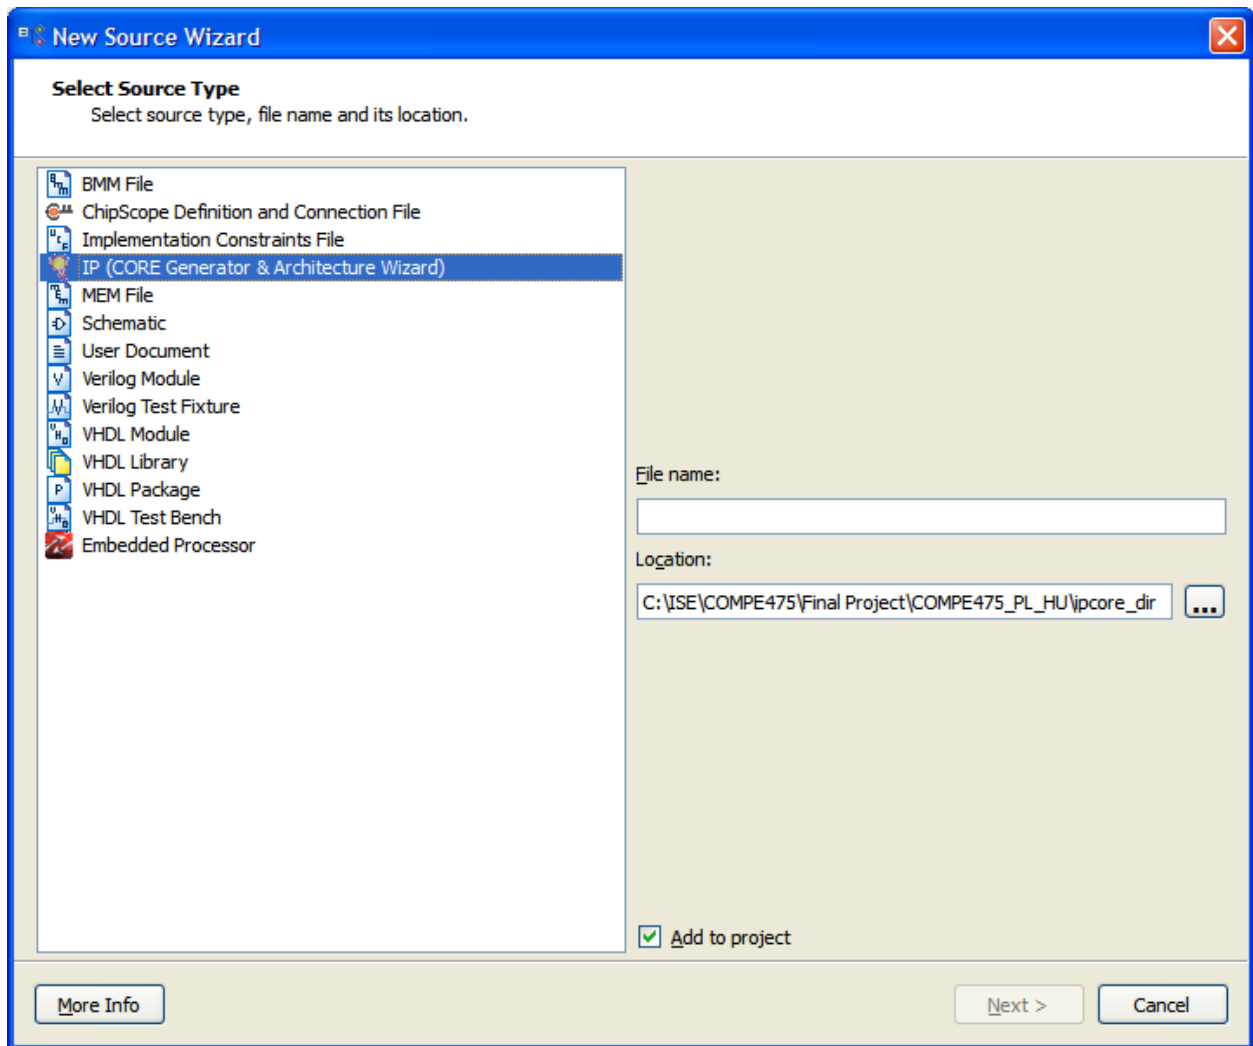 New Source Wizard
Select Source Type
Select source type, file name and its location.
BMM File
ChipScope Definition and Connection File
Implementation Constraints File
IP (CORE Generator & Architecture Wizard)
MEM File
Schematic
User Document
Verilog Module
Verilog Test Fixture
VHDL Module
VHDL Library
VHDL Package
VHDL Test Bench
Embedded Processor
File name:
Location:
C:\ISE\COMPE475\Final Project\COMPE475_PL_HU\ipcore_dir
...
Add to project
More Info
Next >
Cancel